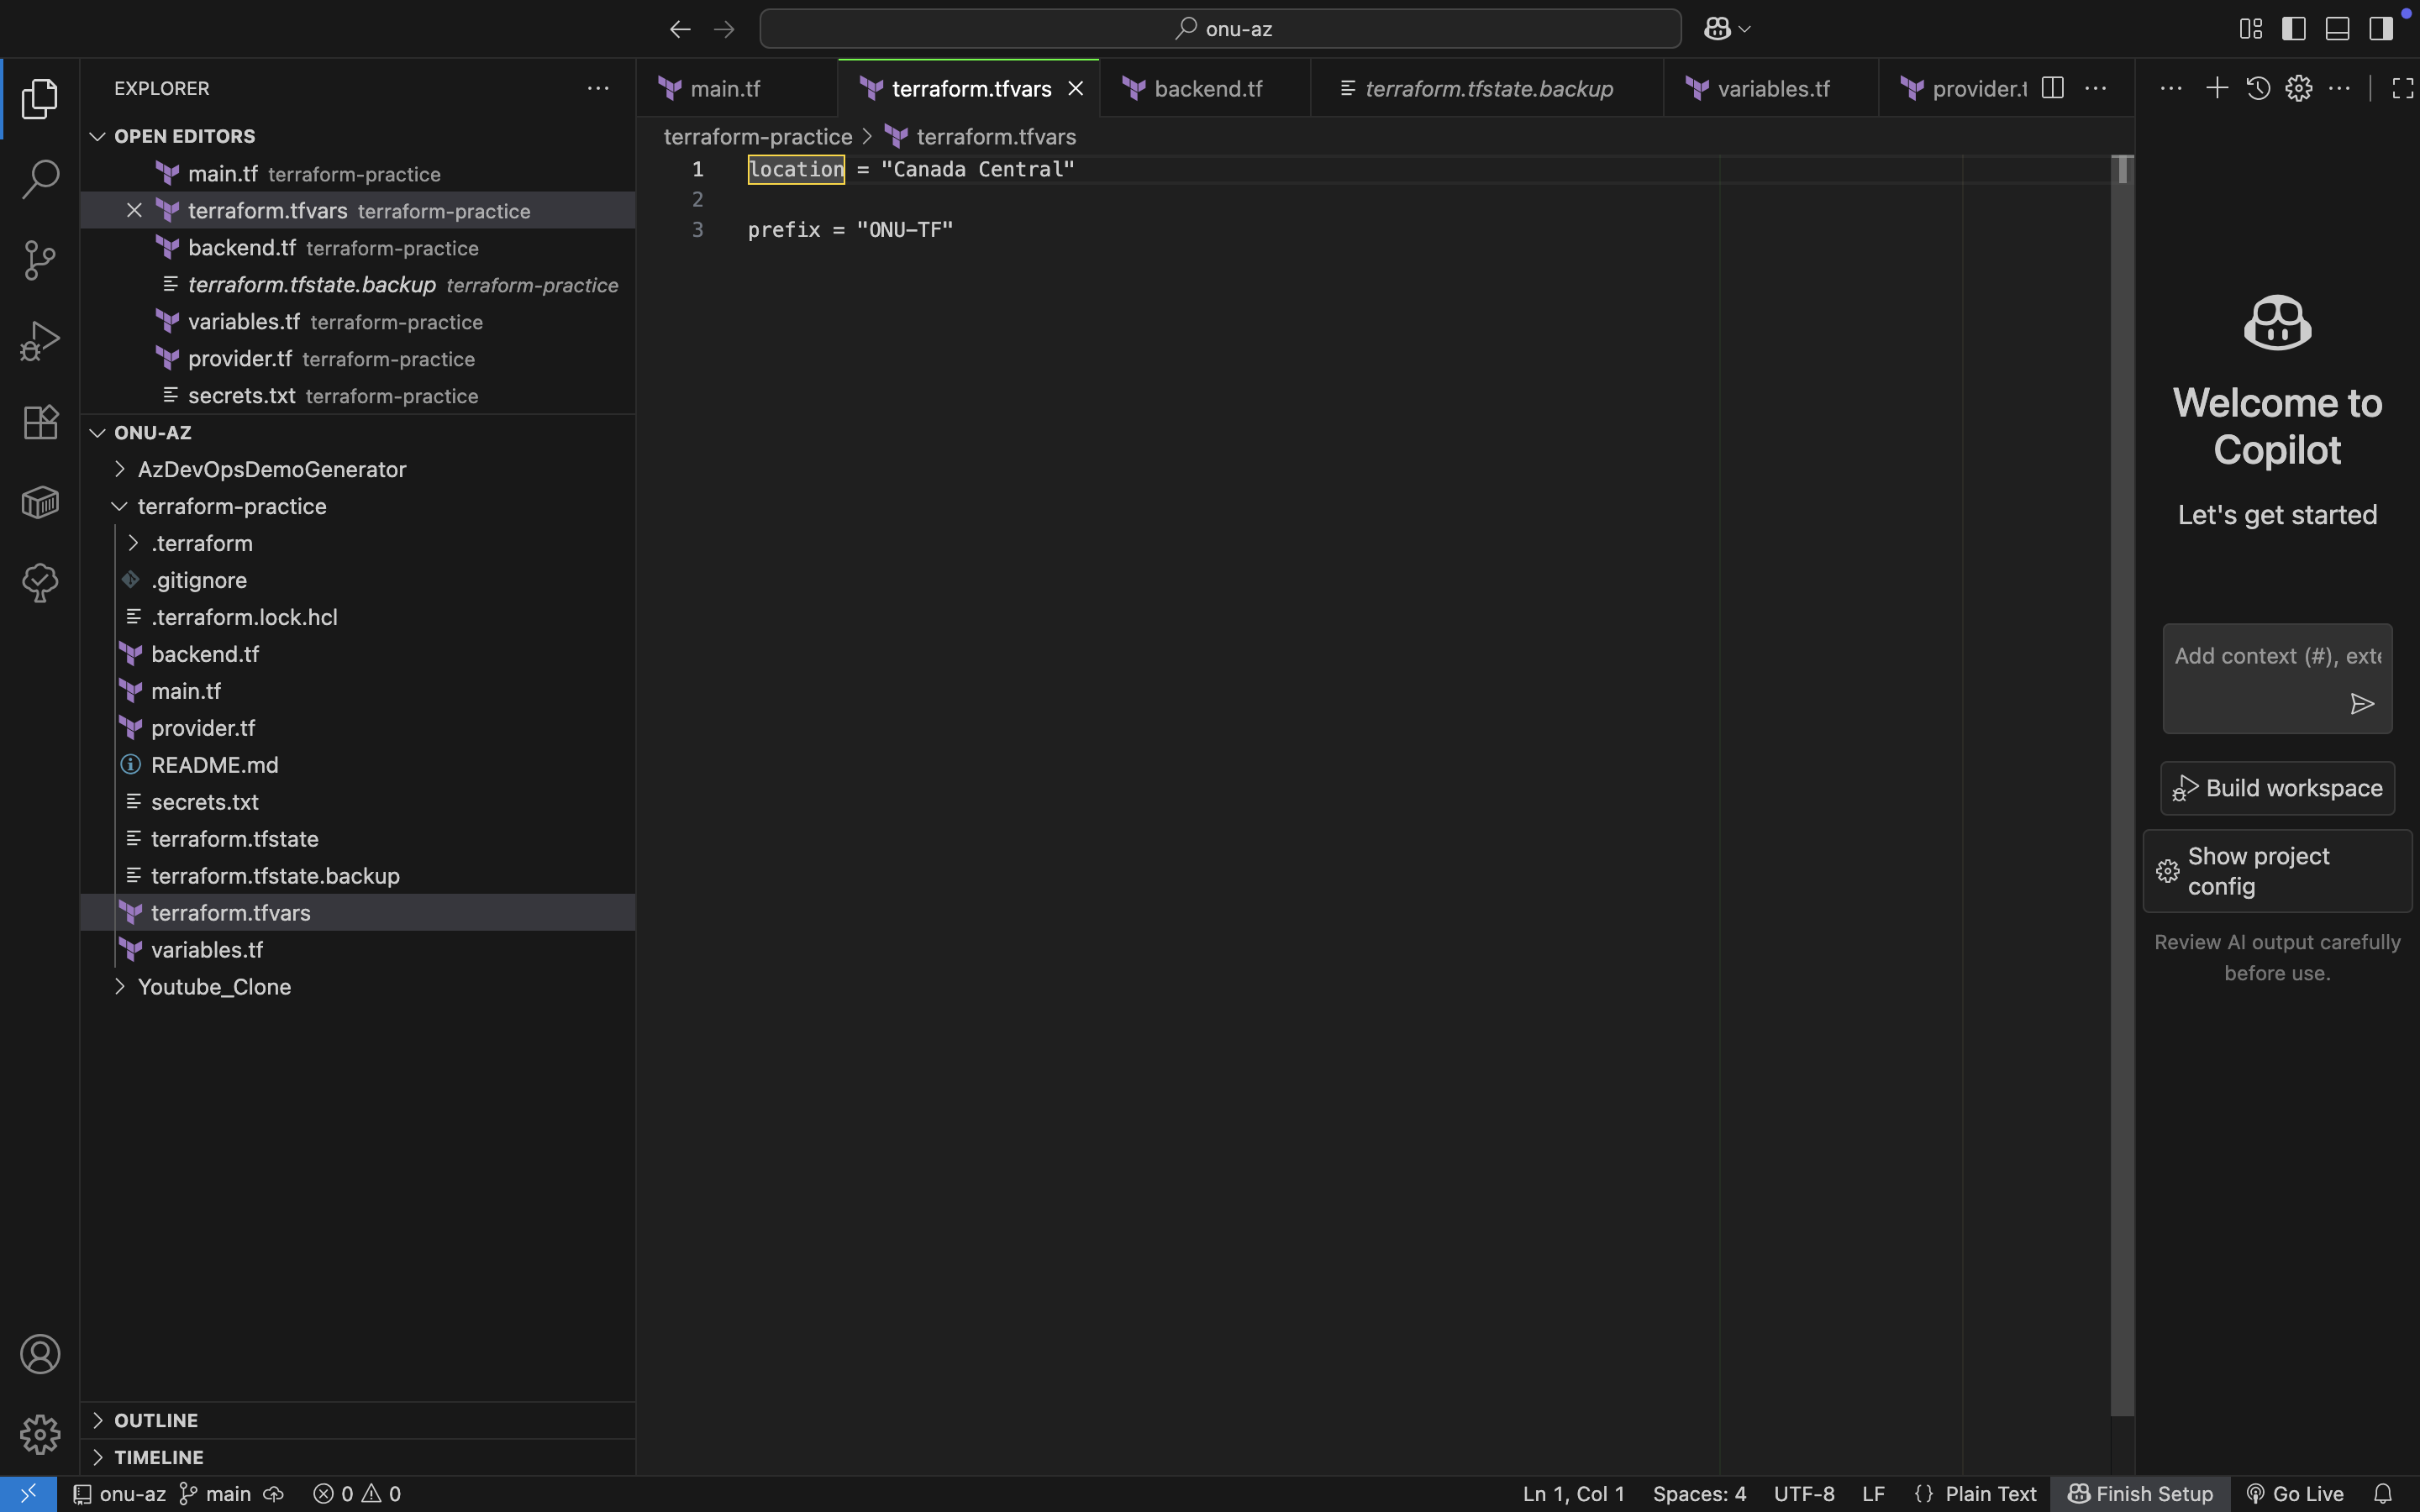 onu-az
EXPLORER
OPEN EDITORS
main.tf terraform-practice
terraform.tfvars terraform-practice
backend.tf terraform-practice
terraform.tfstate.backup terraform-practice
variables.tf terraform-practice
provider.tf terraform-practice
secrets.txt terraform-practice
ONU-AZ
AzDevOpsDemoGenerator
terraform-practice
.terraform
.gitignore
.terraform.lock.hcl
backend.tf
main.tf
provider.tf
README.md
secrets.txt
terraform.tfstate
terraform.tfstate.backup
terraform.tfvars
variables.tf
Youtube_Clone
OUTLINE
TIMELINE
main.tf terraform.tfvars backend.tf terraform.tfstate.backup variables.tf provider.t
terraform-practice > terraform.tfvars
1 location = "Canada Central"
2
3 prefix = "ONU-TF"
Welcome to
Copilot
Let's get started
Add context (#), exte
Build workspace
Show project
config
Review AI output carefully
before use.
onu-az main 0 0 Ln 1, Col 1 Spaces: 4 UTF-8 LF {} Plain Text Finish Setup Go Live